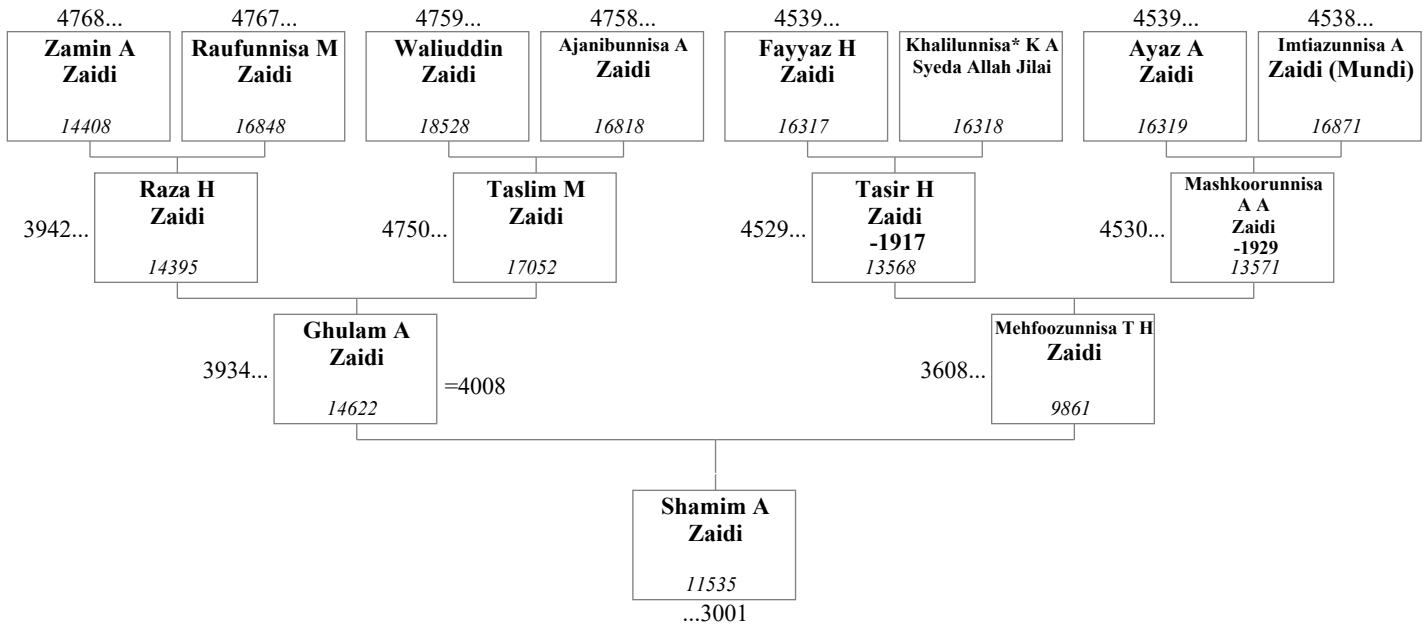 4768...
4767...
4759...
4758...
4539...
4539...
4538...
Zamin A
Zaidi
14408
Raufunnisa M
Zaidi
16848
Waliuddin
Zaidi
18528
Ajanibunnisa A
Zaidi
16818
Fayyaz H
Zaidi
16317
Khalilunnisa* K A
Syeda Allah Jilai
16318
Ayaz A
Zaidi
16319
Imtiazunnisa A
Zaidi (Mundi)
16871
3942...
Raza H
Zaidi
14395
4750...
Taslim M
Zaidi
17052
4529...
Tasir H
Zaidi
-1917
13568
4530...
Mashkoorunnisa
A A
Zaidi
-1929
13571
3934...
Ghulam A
Zaidi
14622
=4008
3608...
Mehfoozunnisa T H
Zaidi
9861
Shamim A
Zaidi
11535
...3001